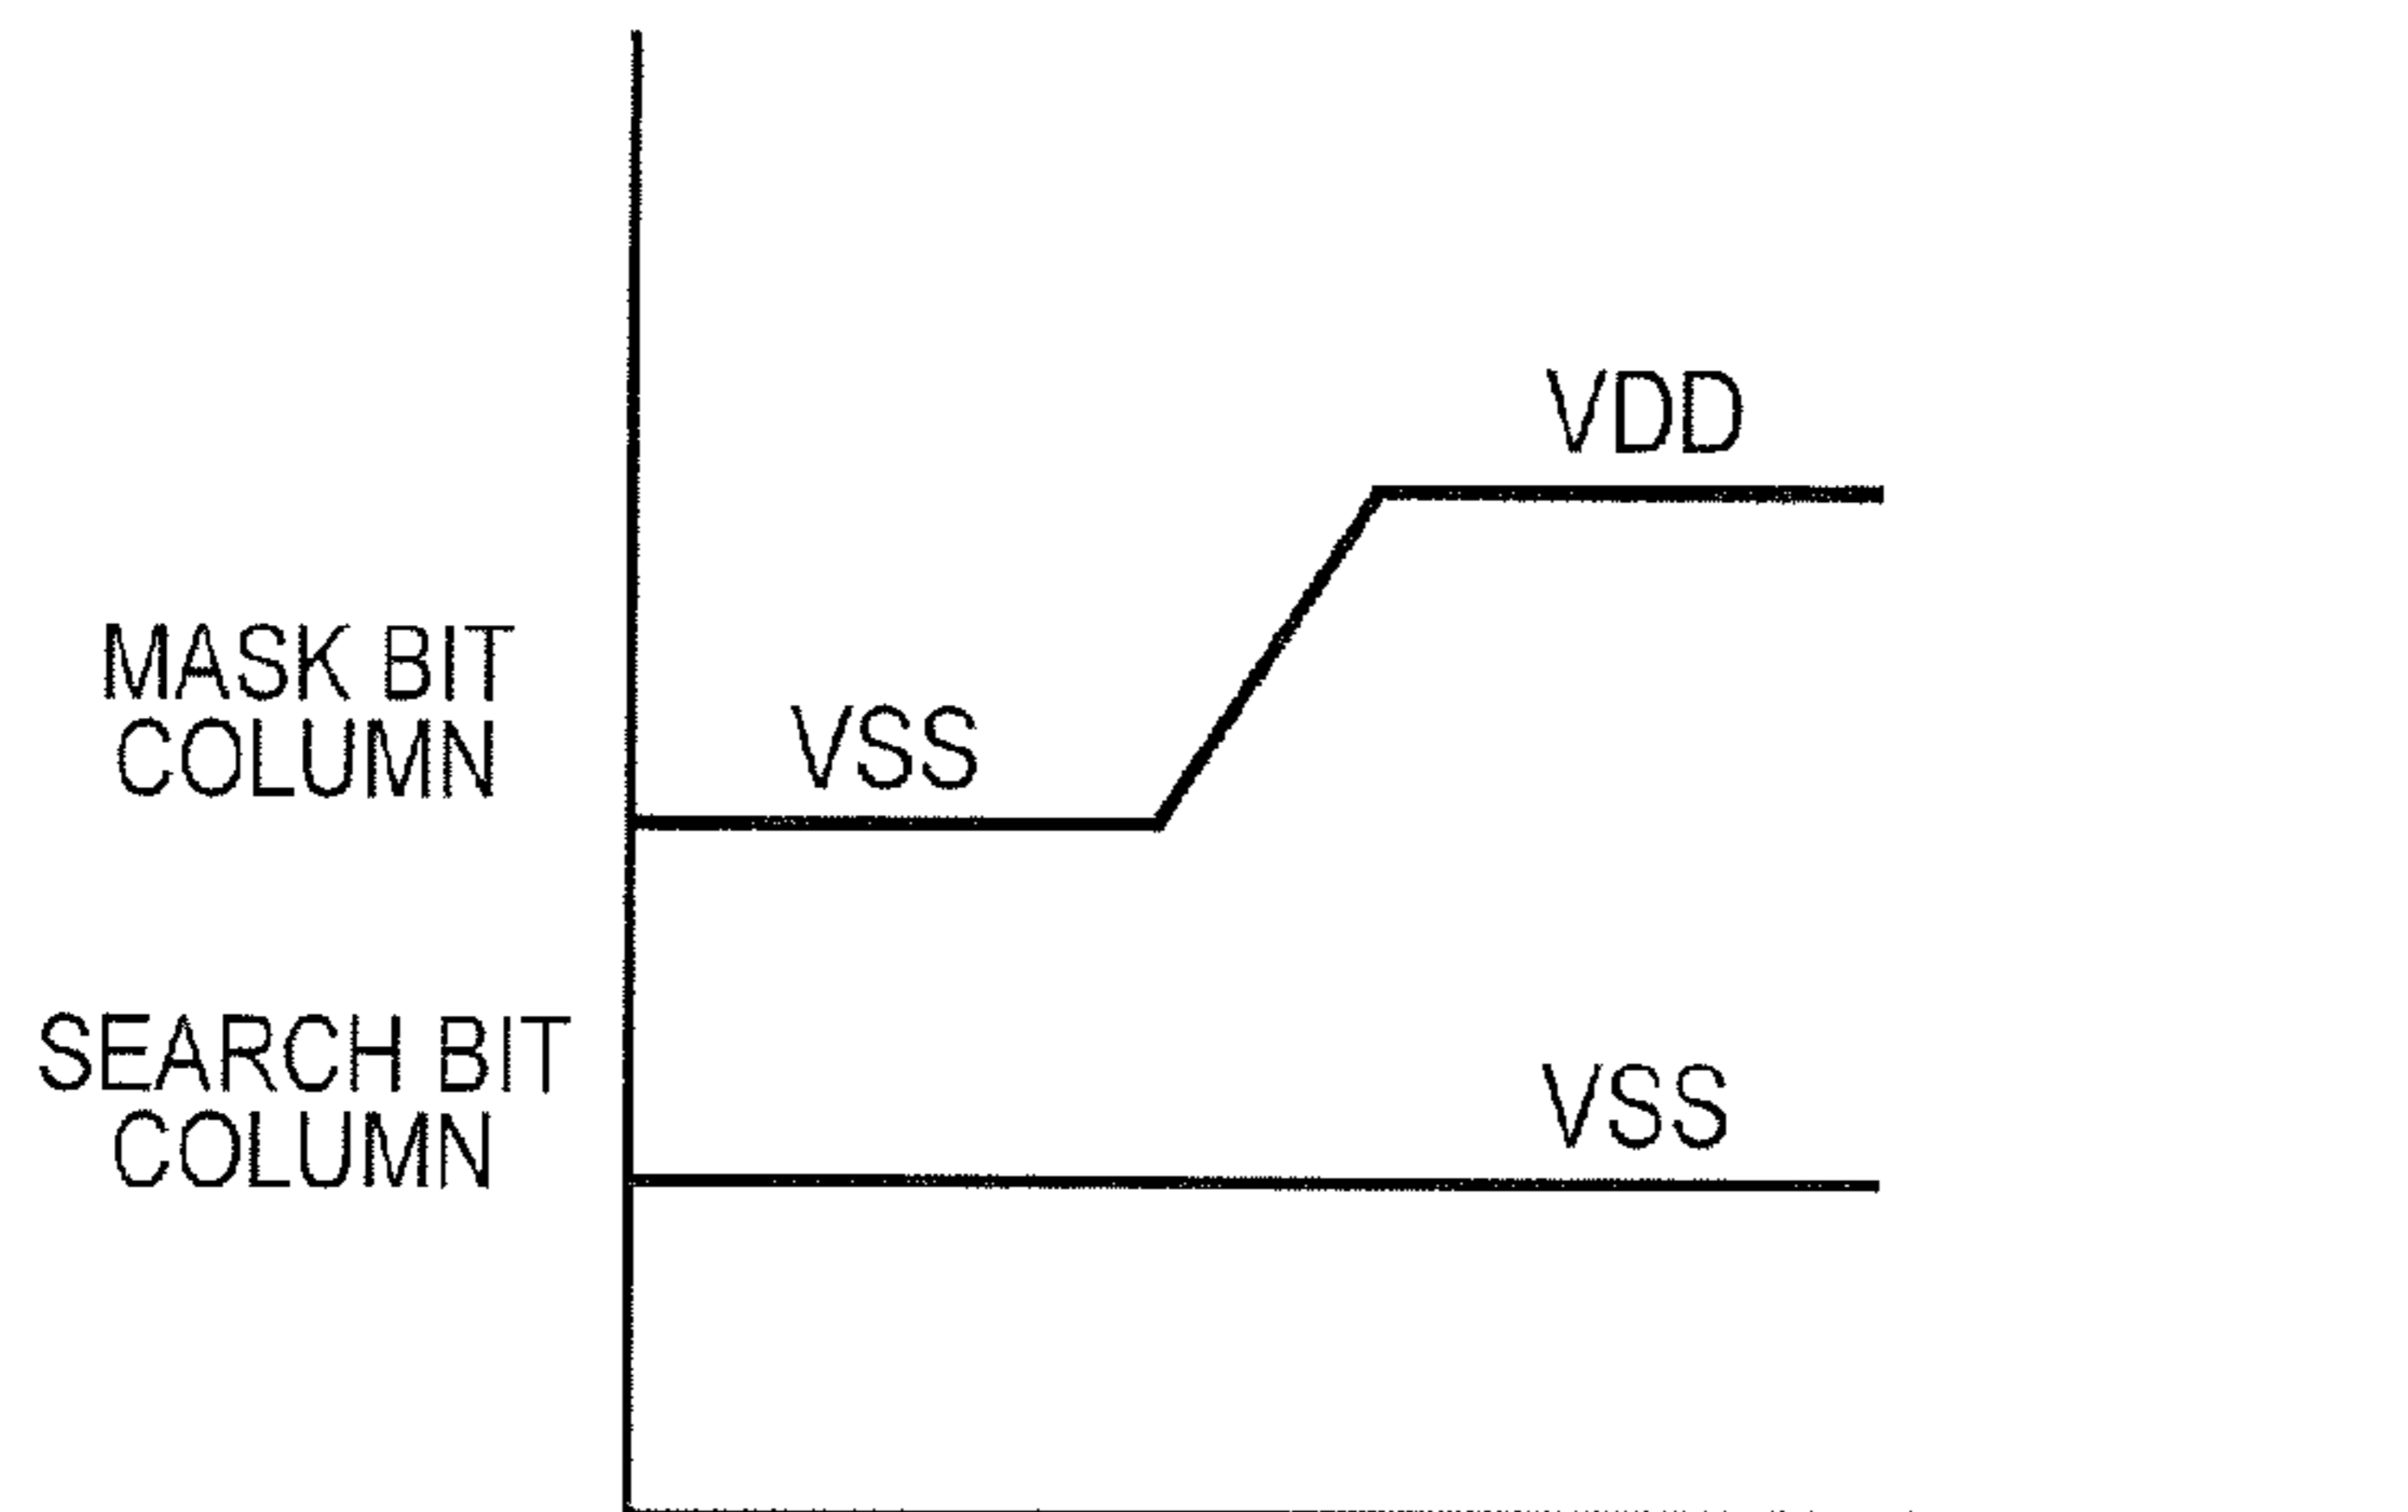 VDD
MASK BIT
COLUMN
VSS
SEARCH BIT
COLUMN
VSS